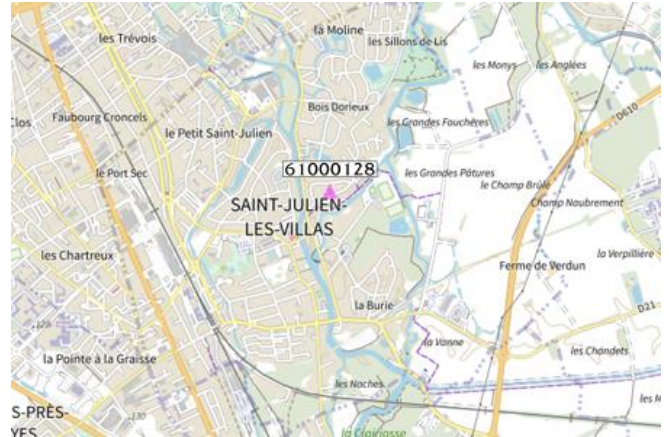 la Moline
les Trévois
les Sillons de Lis
les Monys
les Anglées
Bois Dorieux
Clos
Faubourg Croncels
D610
le Petit Saint-Julien
les Grandes Fouchères
61000128
le Port Sec
les Grandes Pâtures
le Champ Brûlé
SAINT-JULIEN-
LES-VILLAS
Champ Naubrement
les Chartreux
la Verpillière
Ferme de Verdun
la Burie
D21
la Vanne
les Chandets
la Pointe à la Graisse
les Noches
S-PRÈS-
YES
130
les M